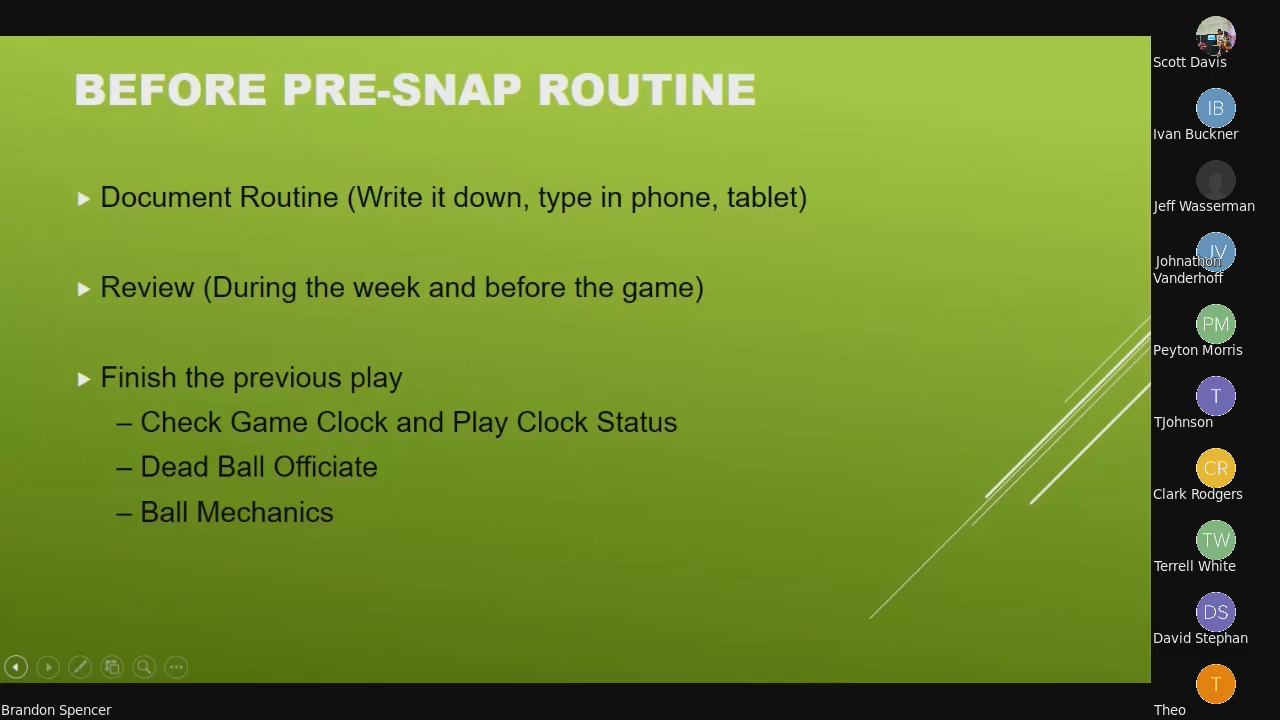 BEFORE PRE-SNAP ROUTINE
Document Routine (Write it down, type in phone, tablet)
Review (During the week and before the game)
Finish the previous play
– Check Game Clock and Play Clock Status
– Dead Ball Officiate
– Ball Mechanics
Scott Davis
IB
Ivan Buckner
Jeff Wasserman
JV
Johnathon
Vanderhoff
PM
Peyton Morris
T
TJohnson
CR
Clark Rodgers
TW
Terrell White
DS
David Stephan
T
Theo
Brandon Spencer